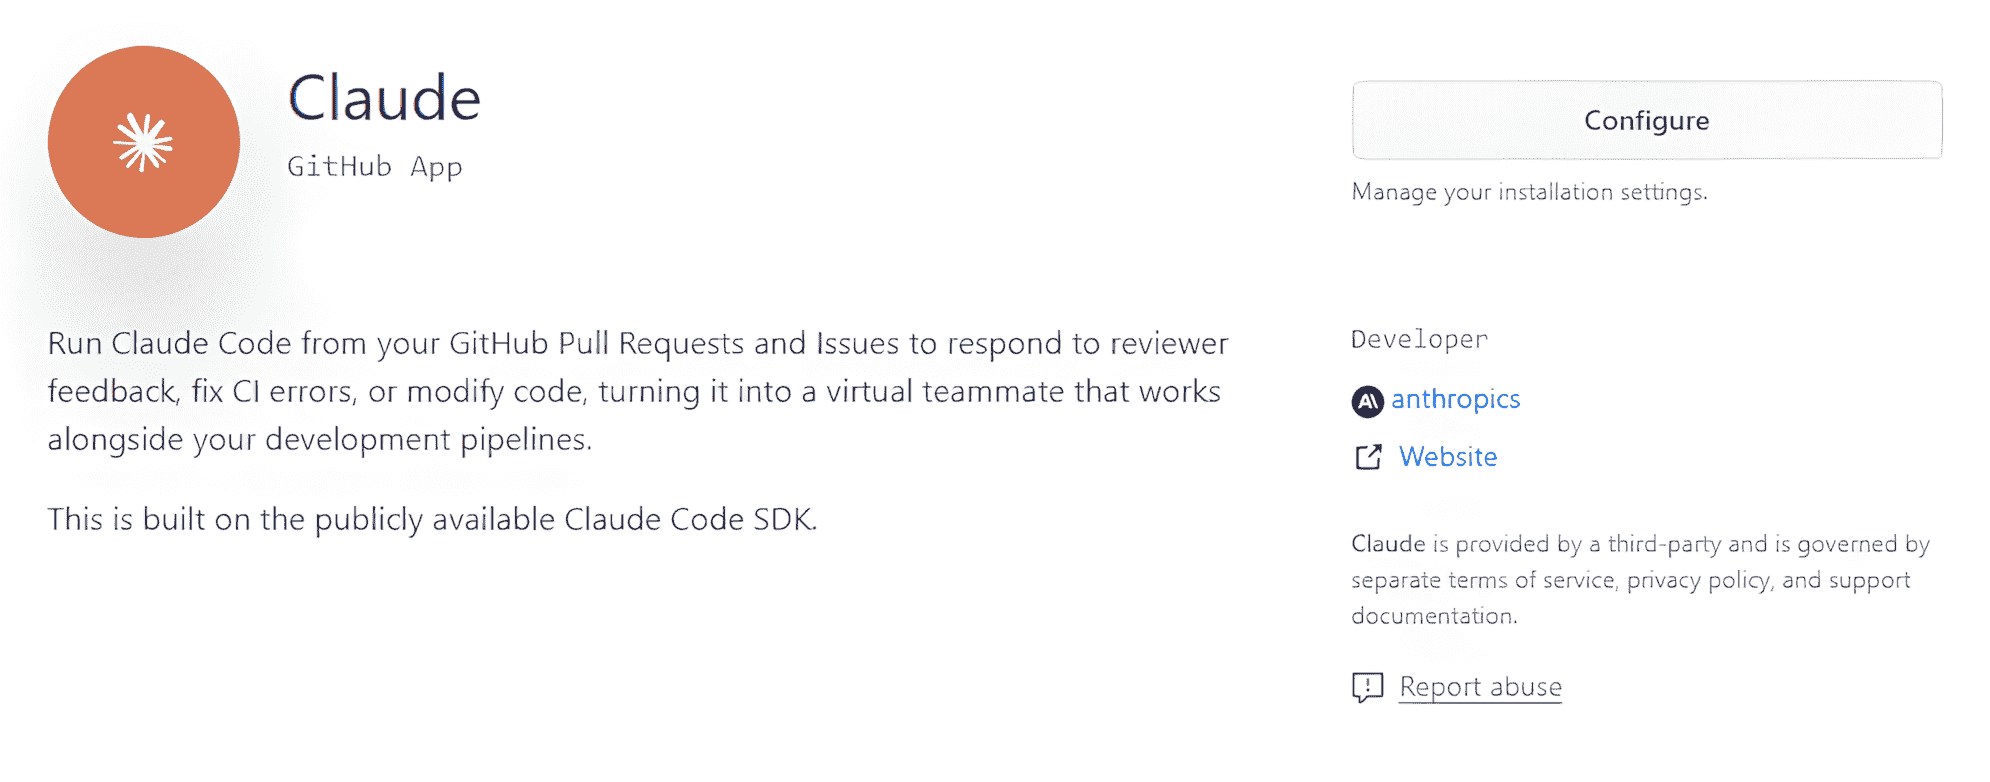 Claude
GitHub App
Configure
Manage your installation settings.
Run Claude Code from your GitHub Pull Requests and Issues to respond to reviewer
feedback, fix CI errors, or modify code, turning it into a virtual teammate that works
alongside your development pipelines.
This is built on the publicly available Claude Code SDK.
Developer
anthropics
Website
Claude is provided by a third-party and is governed by
separate terms of service, privacy policy, and support
documentation.
Report abuse